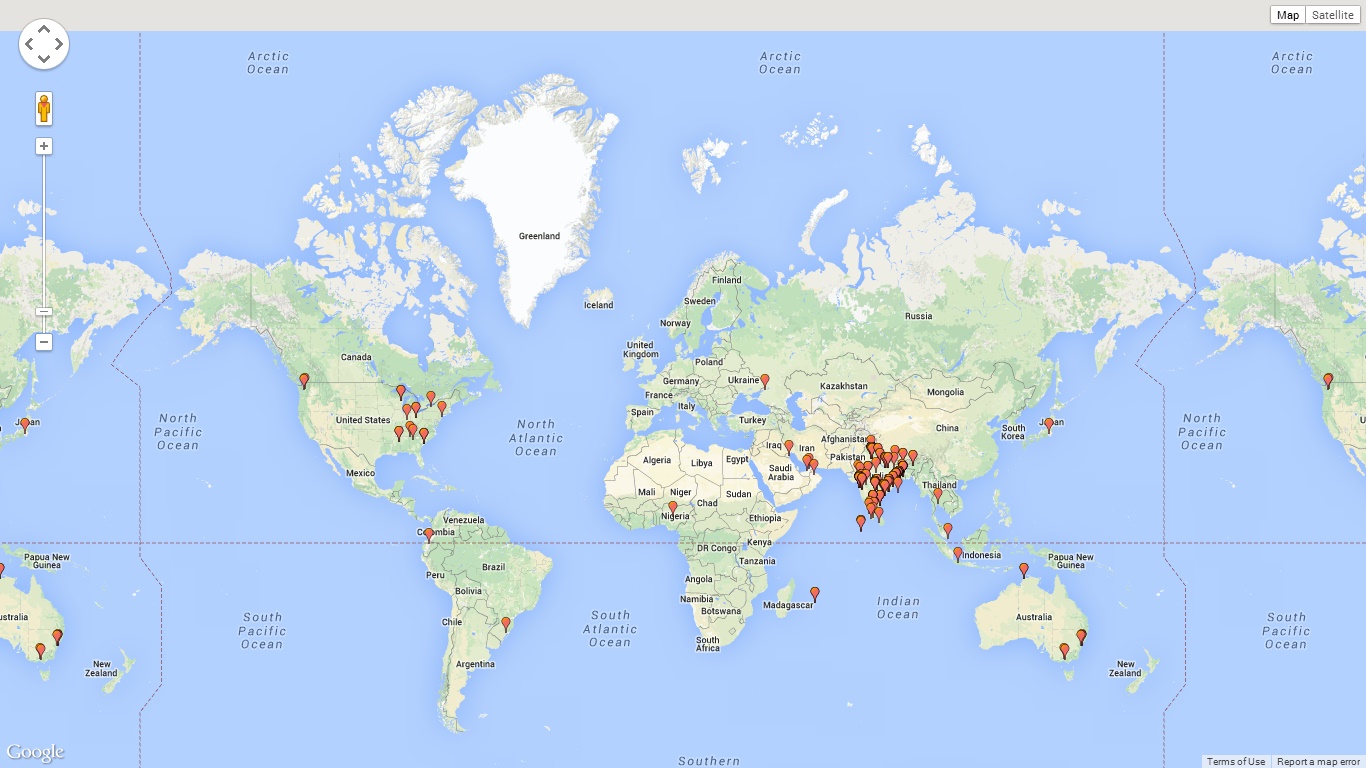 Map Satellite
Arctic
Ocean
Arctic
Ocean
Arctic
Ocean
Greenland
Iceland
Finland
Sweden
Norway
Russia
United
Kingdom
Canada
Poland
Germany
Ukraine
Kazakhstan
Mongolia
France
Italy
Spain
Turkey
United States
North
Pacific
Ocean
North
Atlantic
Ocean
North
Pacific
Ocean
Japan
Japan
South
Korea
China
Afghanistan
Iraq
Iran
Pakistan
Algeria
Libya
Egypt
Saudi
Arabia
Mexico
Mali
Niger
Chad
Sudan
Thailand
Nigeria
Ethiopia
Venezuela
Colombia
Kenya
DR Congo
Tanzania
Indonesia
Papua New
Guinea
Papua New
Guinea
Brazil
Peru
Bolivia
Angola
Namibia
Botswana
Madagascar
Indian
Ocean
South
Pacific
Ocean
South
Atlantic
Ocean
South
Pacific
Ocean
Chile
Argentina
South
Africa
Australia
ustralia
New
Zealand
New
Zealand
Google
Southern
Terms of Use Report a map error